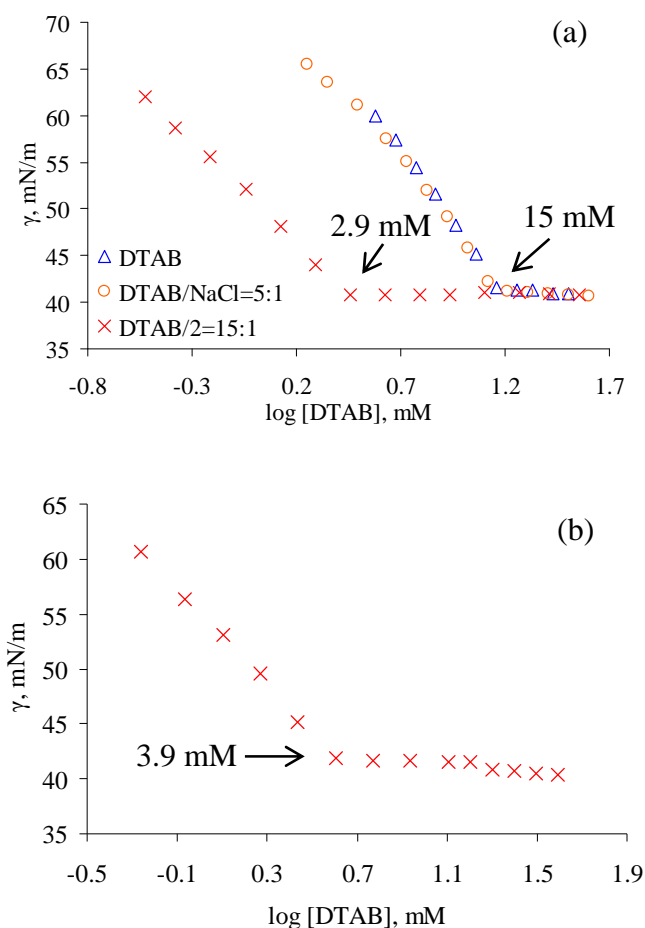 (a)
70
65
60
55
50
45
40
35
γ, mN/m
2.9 mM
15 mM
DTAB
DTAB/NaCl=5:1
DTAB/2=15:1
-0.8
-0.3
0.2
0.7
1.2
1.7
log [DTAB], mM
(b)
65
60
55
50
45
40
35
γ, mN/m
3.9 mM
-0.5
-0.1
0.3
0.7
1.1
1.5
1.9
log [DTAB], mM